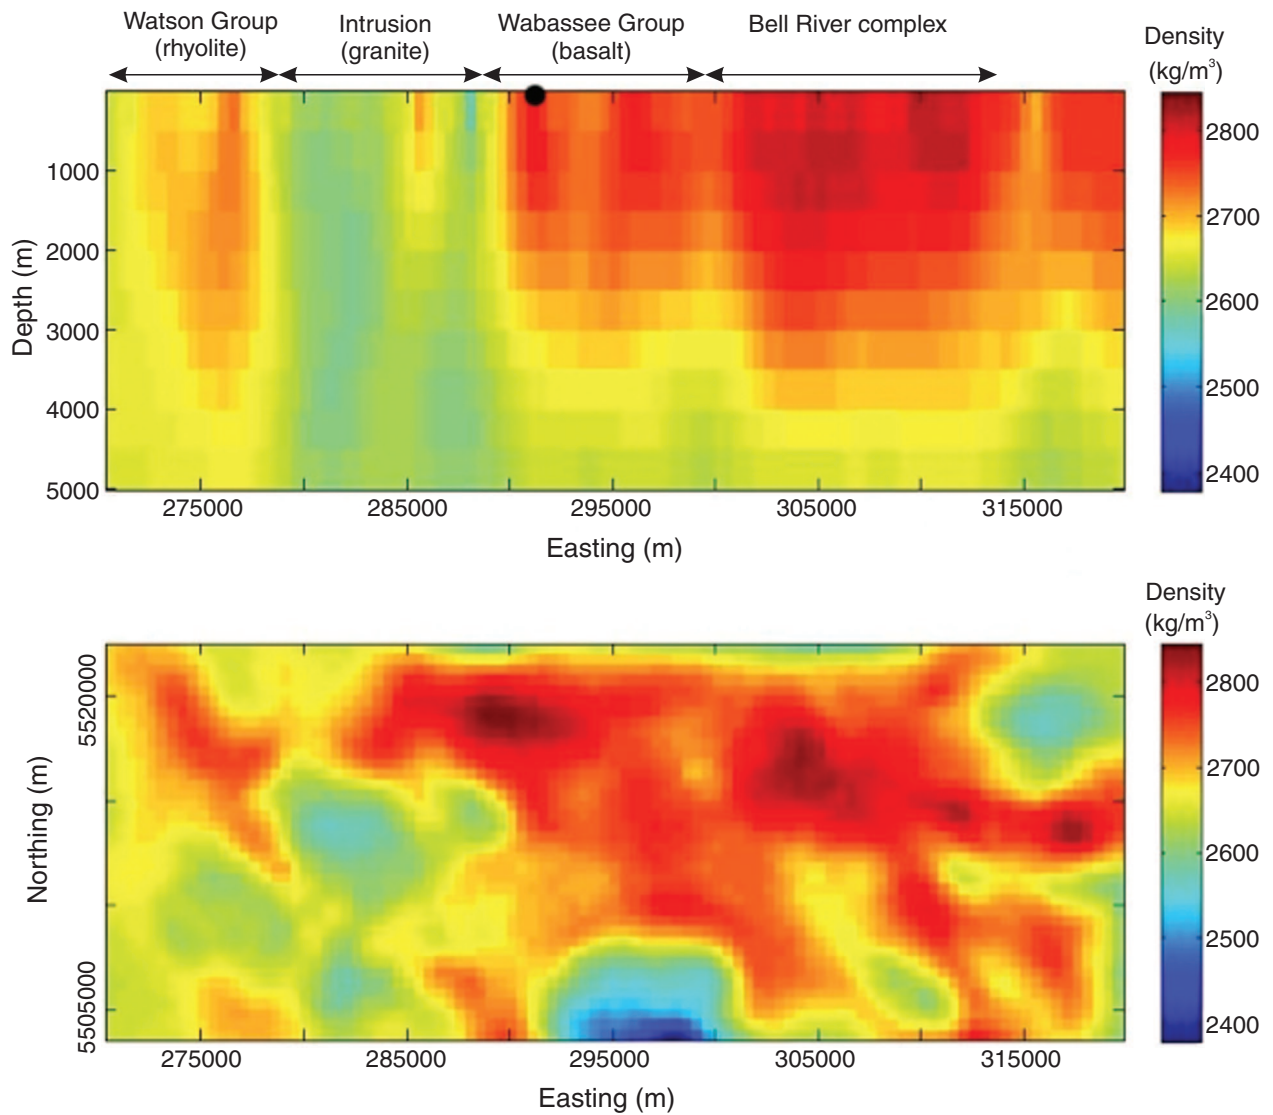 Watson Group
(rhyolite)
Intrusion
(granite)
Wabassee Group
(basalt)
Bell River complex
Density
(kg/m³)
2800
2700
2600
2500
2400
Depth (m)
1000
2000
3000
4000
5000
275000
285000
295000
305000
315000
Easting (m)
Density
(kg/m³)
2800
2700
2600
2500
2400
Northing (m)
5520000
5505000
275000
285000
295000
305000
315000
Easting (m)